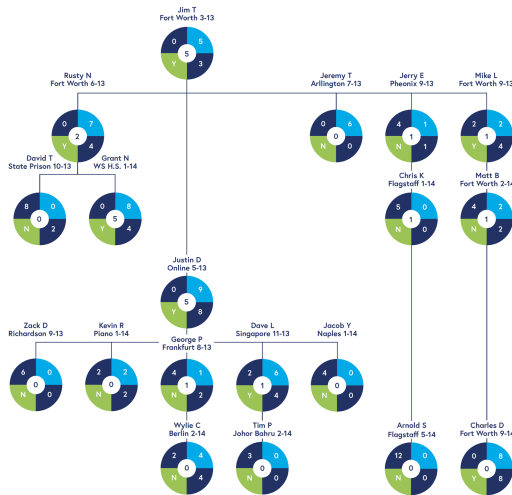 Jim T
Fort Worth 3-13
0 5
5
Y 3
Rusty N
Fort Worth 6-13
Jeremy T
Arllington 7-13
Jerry E
Pheonix 9-13
Mike L
Fort Worth 9-13
0 7
2
Y 4
0 6
0
N 0
4 1
1
N 1
2 2
1
Y 4
David T
State Prison 10-13
Grant N
WS H.S. 1-14
Chris K
Flagstaff 1-14
Matt B
Fort Worth 2-14
8 0
0
N 2
0 8
5
Y 4
5 0
1
N 0
4 2
1
N 2
Justin D
Online 5-13
0 9
5
Y 8
Zack D
Richardson 9-13
Kevin R
Plano 1-14
George P
Frankfurt 8-13
Dave L
Singapore 11-13
Jacob Y
Naples 1-14
6 0
0
N 0
2 2
0
N 2
4 1
1
N 2
2 6
1
Y 4
4 0
0
N 0
Wylie C
Berlin 2-14
Tim P
Johor Bahru 2-14
Arnold S
Flagstaff 5-14
Charles D
Fort Worth 9-14
2 4
0
N 4
3 0
0
N 0
12 0
0
N 0
0 8
0
Y 8